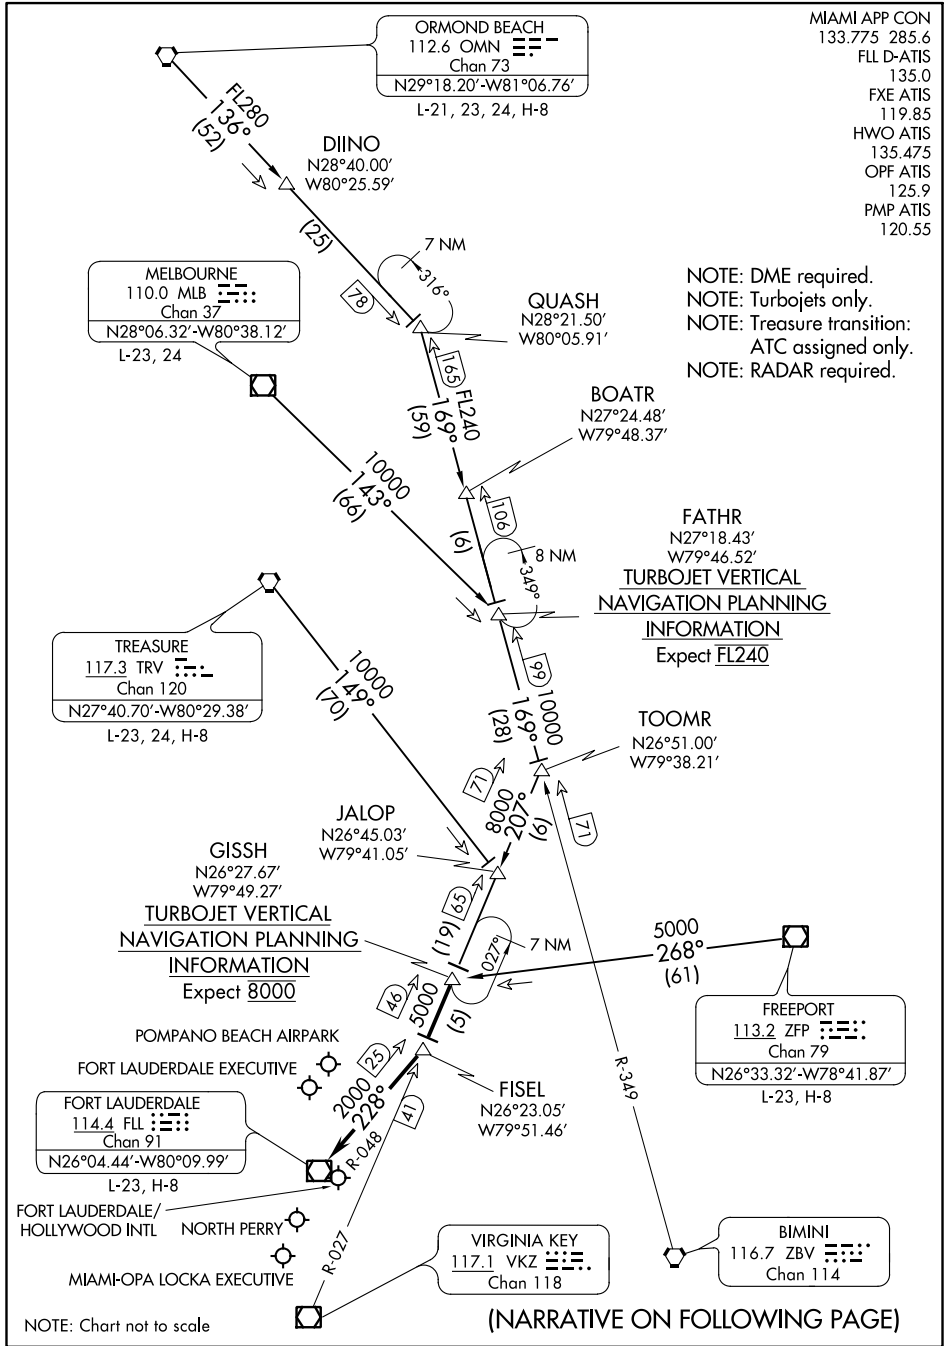 ORMOND BEACH
112.6 OMN
Chan 73
N29°18.20'-W81°06.76'
L-21, 23, 24, H-8
MIAMI APP CON
133.775 285.6
FLL D-ATIS
135.0
FXE ATIS
119.85
HWO ATIS
135.475
OPF ATIS
125.9
PMP ATIS
120.55
FL280
136°
(52)
DIINO
N28°40.00'
W80°25.59'
(25)
7 NM
316°
78
MELBOURNE
110.0 MLB
Chan 37
N28°06.32'-W80°38.12'
L-23, 24
QUASH
N28°21.50'
W80°05.91'
NOTE: DME required.
NOTE: Turbojets only.
NOTE: Treasure transition:
ATC assigned only.
NOTE: RADAR required.
165
FL240
169°
(59)
BOATR
N27°24.48'
W79°48.37'
10000
143°
(66)
106
(6)
8 NM
349°
FATHR
N27°18.43'
W79°46.52'
TURBOJET VERTICAL
NAVIGATION PLANNING
INFORMATION
Expect FL240
TREASURE
117.3 TRV
Chan 120
N27°40.70'-W80°29.38'
L-23, 24, H-8
10000
149°
(70)
99
10000
169°
(28)
TOOMR
N26°51.00'
W79°38.21'
71
8000
207°
(6)
71
JALOP
N26°45.03'
W79°41.05'
GISSH
N26°27.67'
W79°49.27'
TURBOJET VERTICAL
NAVIGATION PLANNING
INFORMATION
Expect 8000
65
(19)
027°
7 NM
5000
268°
(61)
FREEPORT
113.2 ZFP
Chan 79
N26°33.32'-W78°41.87'
L-23, H-8
46
5000
(5)
POMPANO BEACH AIRPARK
FORT LAUDERDALE EXECUTIVE
25
2000
228°
R-048
41
FISEL
N26°23.05'
W79°51.46'
R-349
FORT LAUDERDALE
114.4 FLL
Chan 91
N26°04.44'-W80°09.99'
L-23, H-8
FORT LAUDERDALE/
HOLLYWOOD INTL
NORTH PERRY
MIAMI-OPA LOCKA EXECUTIVE
R-027
VIRGINIA KEY
117.1 VKZ
Chan 118
BIMINI
116.7 ZBV
Chan 114
NOTE: Chart not to scale
(NARRATIVE ON FOLLOWING PAGE)